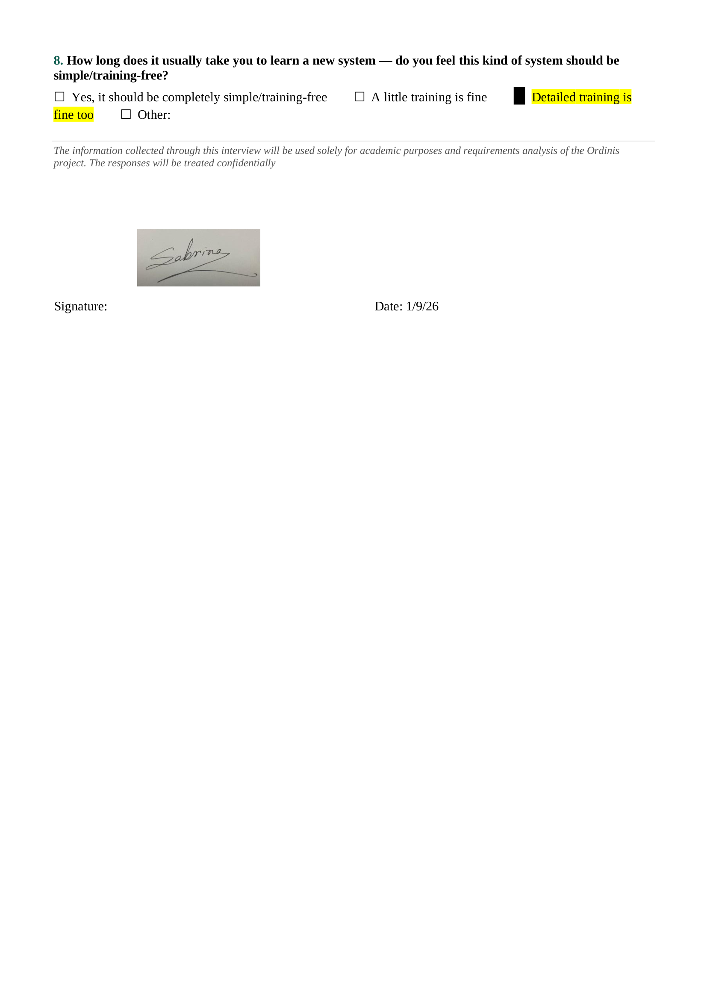 8. How long does it usually take you to learn a new system — do you feel this kind of system should be
simple/training-free?
☐ Yes, it should be completely simple/training-free ☐ A little training is fine █ Detailed training is
fine too ☐ Other:
The information collected through this interview will be used solely for academic purposes and requirements analysis of the Ordinis
project. The responses will be treated confidentially
Sabrina
Signature: Date: 1/9/26